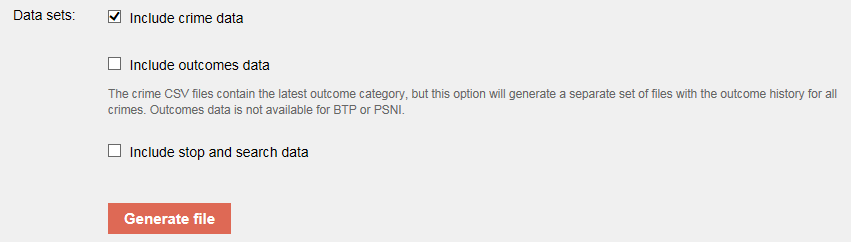 Data sets: Include crime data
Include outcomes data
The crime CSV files contain the latest outcome category, but this option will generate a separate set of files with the outcome history for all
crimes. Outcomes data is not available for BTP or PSNI.
Include stop and search data
Generate file